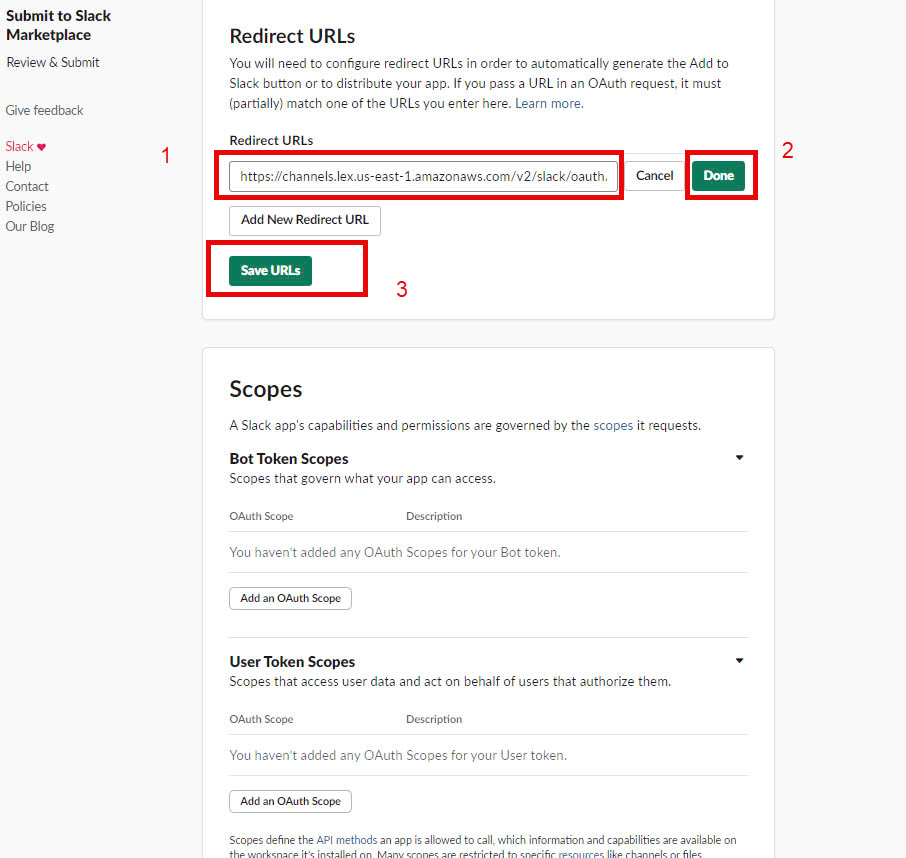 Submit to Slack
Marketplace
Review & Submit
Give feedback
Slack ♥
Help
Contact
Policies
Our Blog
Redirect URLs
You will need to configure redirect URLs in order to automatically generate the Add to
Slack button or to distribute your app. If you pass a URL in an OAuth request, it must
(partially) match one of the URLs you enter here. Learn more.
Redirect URLs
1
https://channels.lex.us-east-1.amazonaws.com/v2/slack/oauth.
Cancel
Done
2
Add New Redirect URL
Save URLs
3
Scopes
A Slack app's capabilities and permissions are governed by the scopes it requests.
Bot Token Scopes
Scopes that govern what your app can access.
OAuth Scope Description
You haven't added any OAuth Scopes for your Bot token.
Add an OAuth Scope
User Token Scopes
Scopes that access user data and act on behalf of users that authorize them.
OAuth Scope Description
You haven't added any OAuth Scopes for your User token.
Add an OAuth Scope
Scopes define the API methods an app is allowed to call, which information and capabilities are available on
the workspace it's installed on. Many scopes are restricted to specific resources like channels or files.